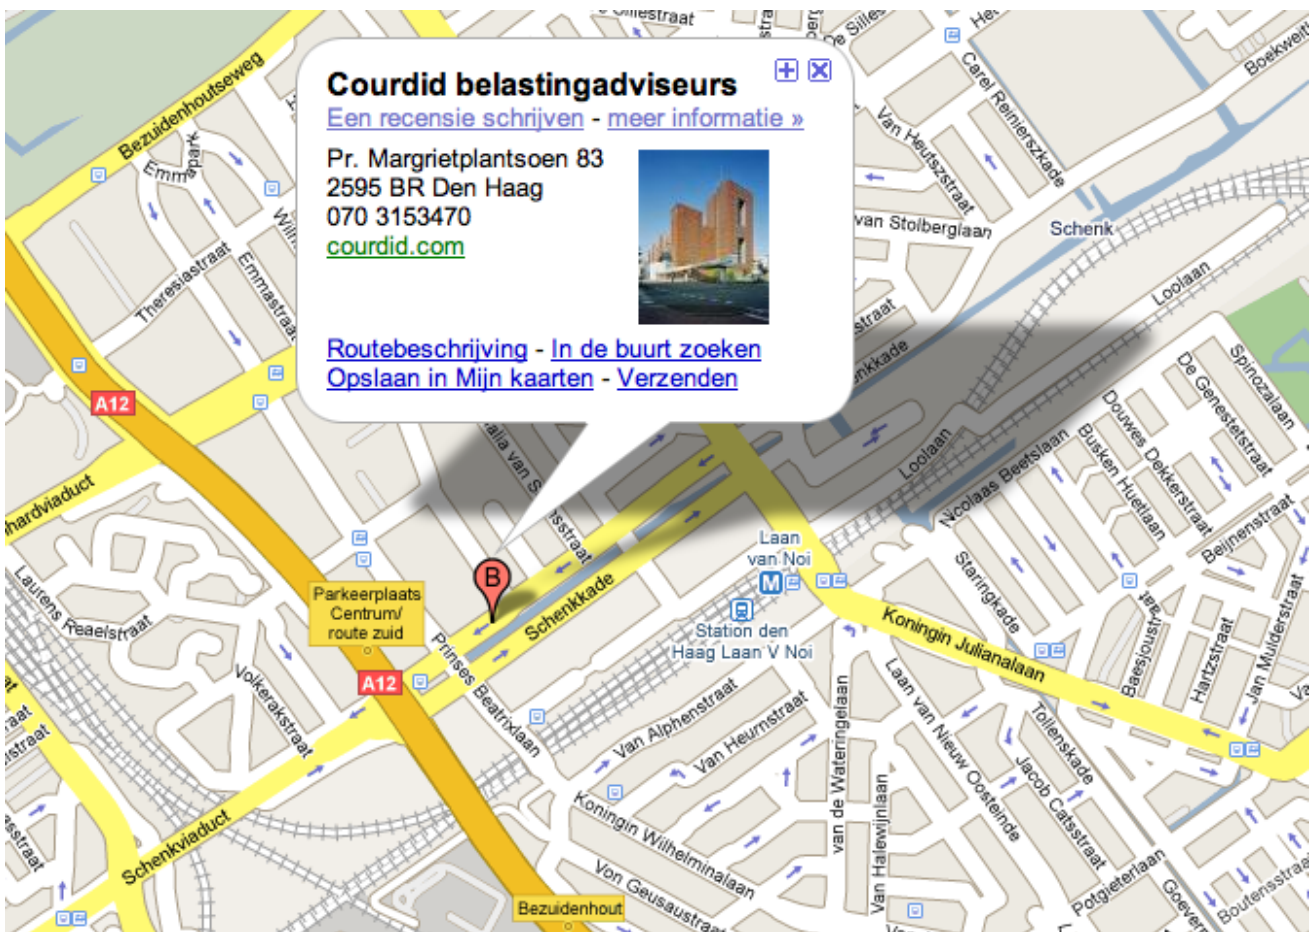 Courdid belastingadviseurs
Een recensie schrijven - meer informatie »
Pr. Margrietplantsoen 83
2595 BR Den Haag
070 3153470
courdid.com
Routebeschrijving - In de buurt zoeken
Opslaan in Mijn kaarten - Verzenden
Bezuidenhoutseweg
Emmapark
Theresiastraat
Emmastraat
A12
Carel Reinierszkade
Boekweit
Van Heutszstraat
van Stolberglaan
Schenk
Loolaan
Spinozalaan
De Genestetstraat
Douwes Dekkerstraat
Busken Huetlaan
Beijnenstraat
Nicolaas Beetslaan
Loolaan
hardviaduct
B
Laan
van Noi
M
Station den
Haag Laan V Noi
Schenkkade
Parkeerplaats
Centrum/
route zuid
A12
Laurens Reaelstraat
Volkerakstraat
Prinses Beatrixlaan
Staringkade
Koningin Julianalaan
Baesjoustraat
Hartzstraat
Jan Mulderstraat
Van Alphenstraat
Van Heurnstraat
van de Wateringelaan
Van Halewijnlaan
Laan van Nieuw Oosteinde
Tollenskade
Jacob Catsstraat
Potgieterlaan
Goevern
Boutensstraa
Koningin Wilhelminalaan
Von Geusaustraat
Schenkviaduct
Bezuidenhout